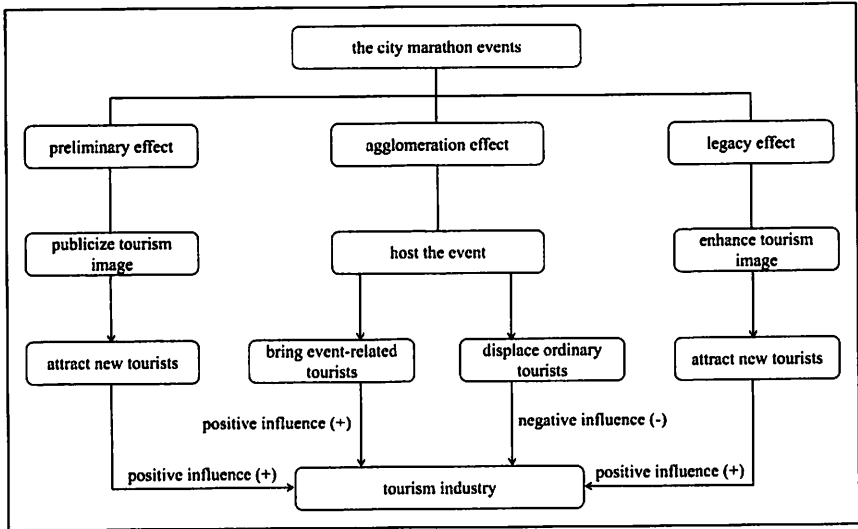 the city marathon events
preliminary effect
agglomeration effect
legacy effect
publicize tourism
image
host the event
enhance tourism
image
attract new tourists
bring event-related
tourists
displace ordinary
tourists
attract new tourists
positive influence (+)
negative influence (-)
positive influence (+)
tourism industry
positive influence (+)